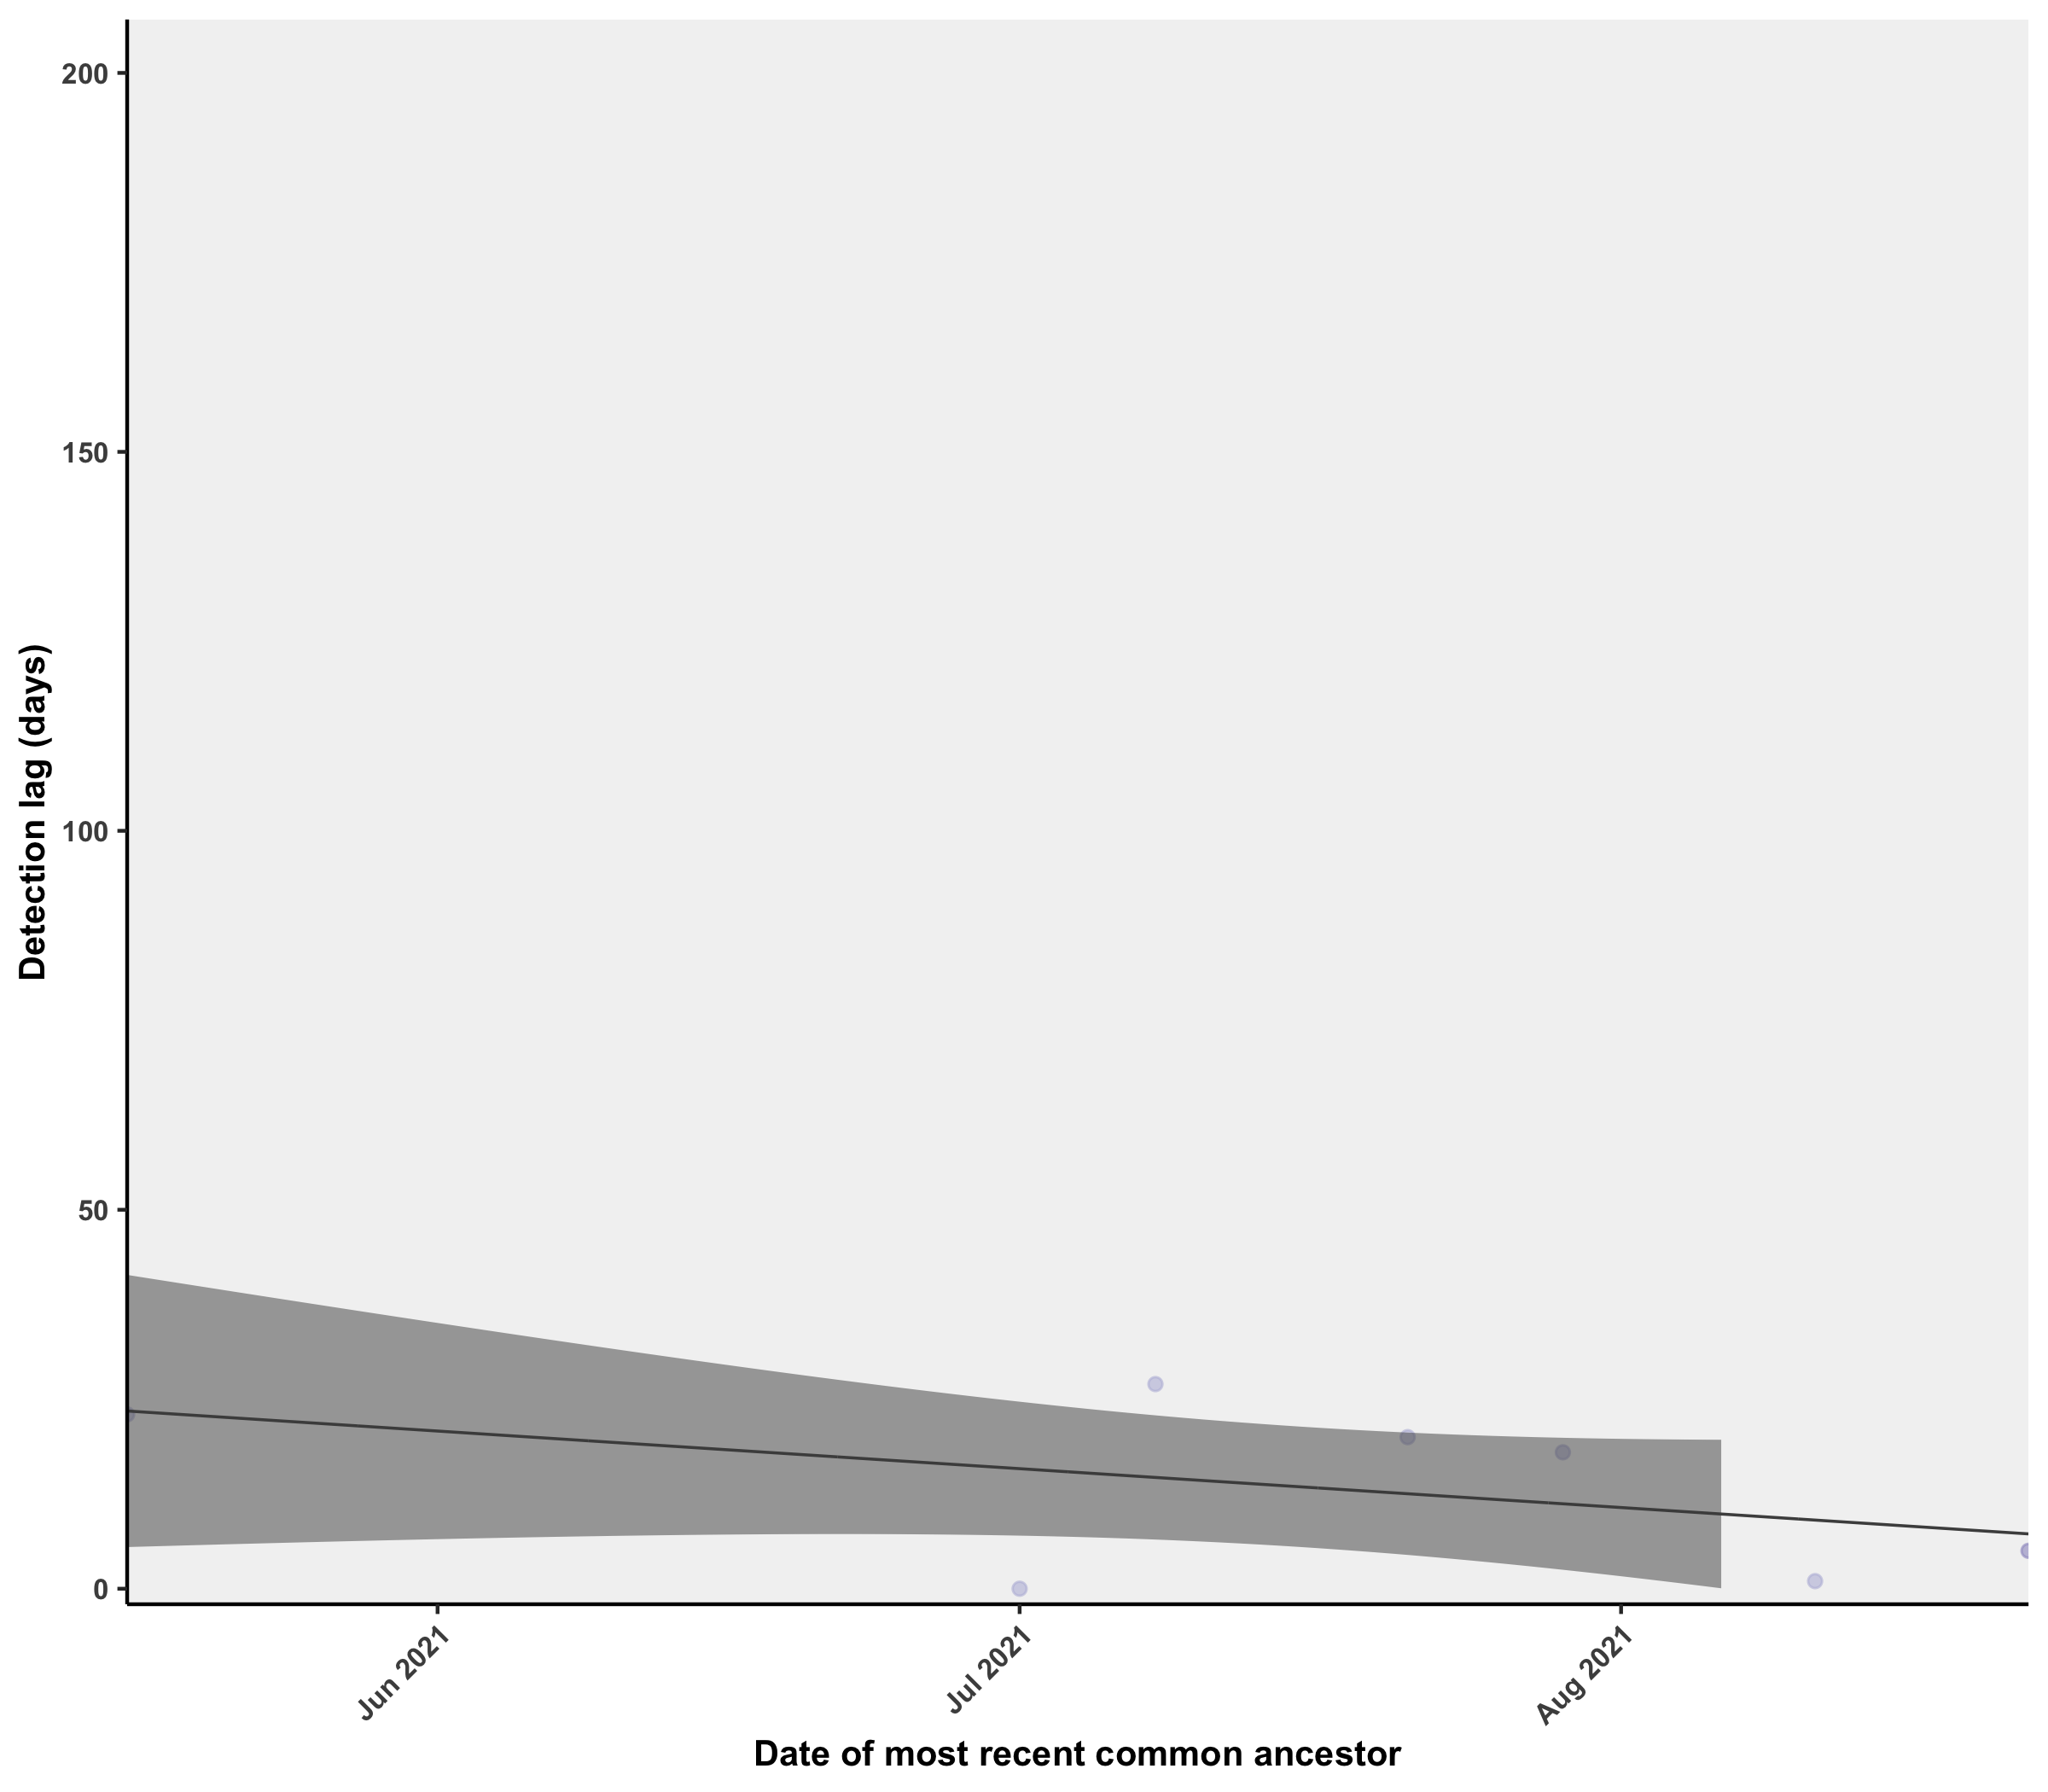 200
150
100
50
0
Detection lag (days)
Jun 2021
Jul 2021
Aug 2021
Date of most recent common ancestor